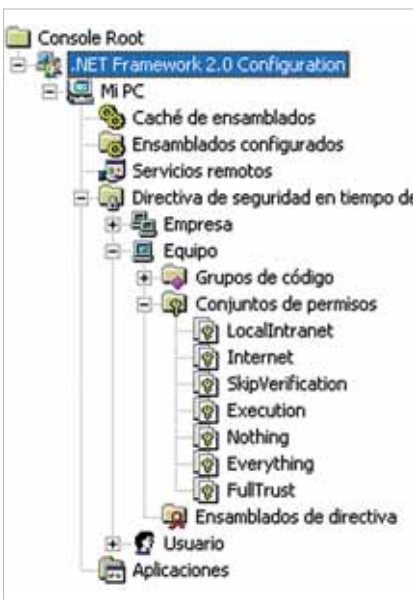 Console Root
.NET Framework 2.0 Configuration
Mi PC
Caché de ensamblados
Ensamblados configurados
Servicios remotos
Directiva de seguridad en tiempo de
Empresa
Equipo
Grupos de código
Conjuntos de permisos
LocalIntranet
Internet
SkipVerification
Execution
Nothing
Everything
FullTrust
Ensamblados de directiva
Usuario
Aplicaciones